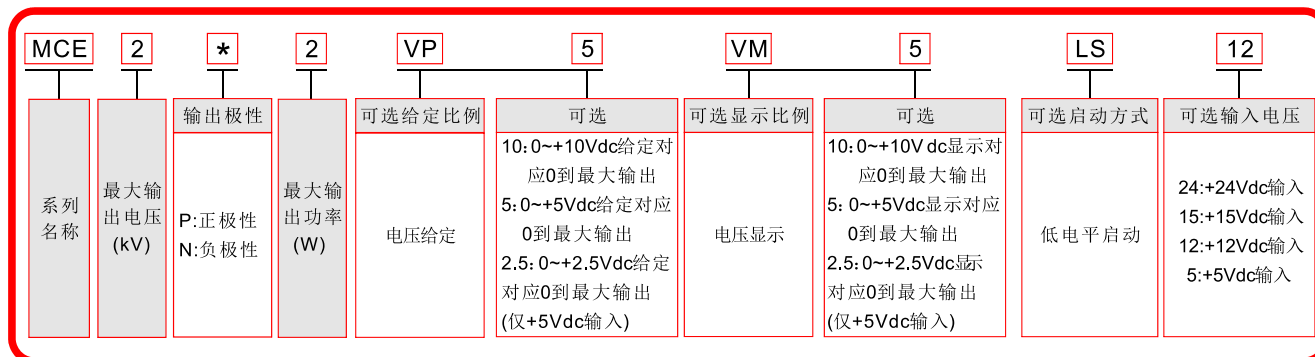 MCE 2 * 2 VP 5 VM 5 LS 12
系列
名称
最大输
出电压
(kV)
输出极性
P:正极性
N:负极性
最大输
出功率
(W)
可选给定比例
电压给定
可选
10:0~+10Vdc给定对
应0到最大输出
5:0~+5Vdc给定对应
0到最大输出
2.5:0~+2.5Vdc给定
对应0到最大输出
(仅+5Vdc输入)
可选显示比例
电压显示
可选
10:0~+10Vdc显示对
应0到最大输出
5:0~+5Vdc显示对应
0到最大输出
2.5:0~+2.5Vdc显示
对应0到最大输出
(仅+5Vdc输入)
可选启动方式
低电平启动
可选输入电压
24:+24Vdc输入
15:+15Vdc输入
12:+12Vdc输入
5:+5Vdc输入